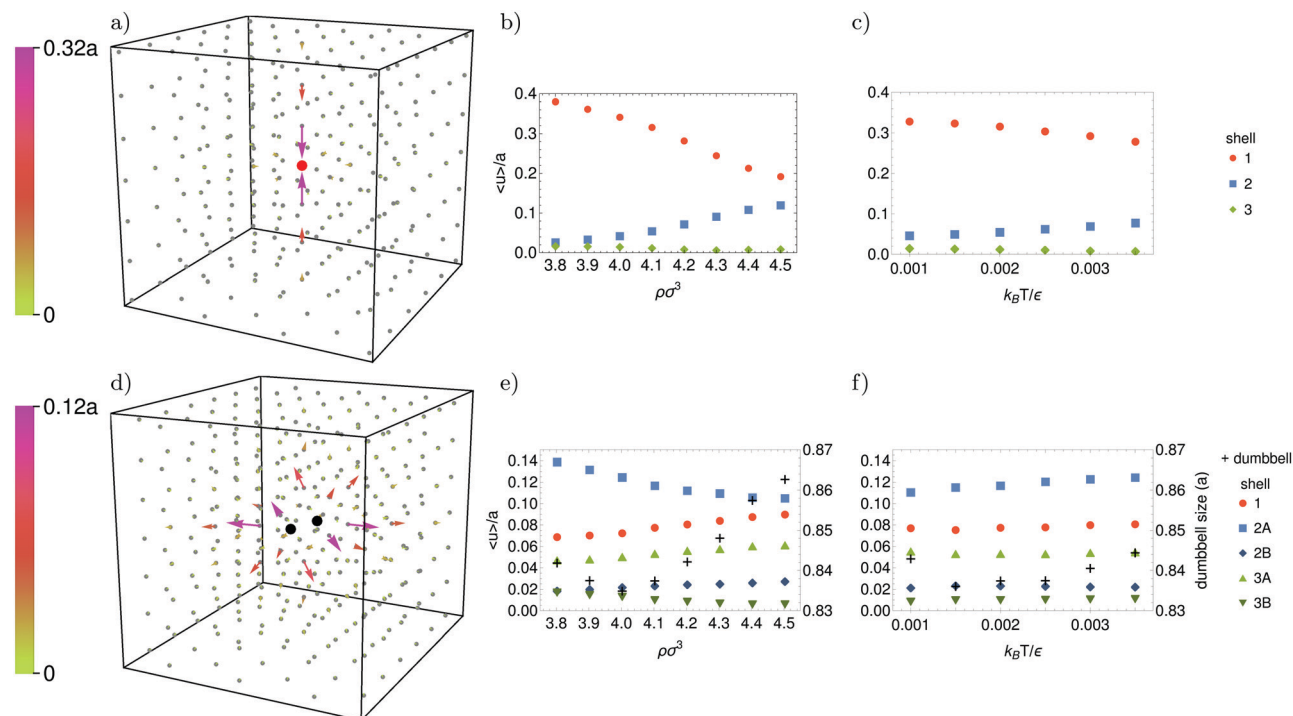 a)
0.32a
0
b)
<u>/a
0.4
0.3
0.2
0.1
0.0
3.8 3.9 4.0 4.1 4.2 4.3 4.4 4.5
ρσ³
c)
0.4
0.3
0.2
0.1
0.0
0.001 0.002 0.003
k_BT/ϵ
shell
1
2
3
d)
0.12a
0
e)
<u>/a
0.14
0.12
0.10
0.08
0.06
0.04
0.02
0.00
0.87
0.86
0.85
0.84
0.83
3.8 3.9 4.0 4.1 4.2 4.3 4.4 4.5
ρσ³
f)
0.14
0.12
0.10
0.08
0.06
0.04
0.02
0.00
0.87
0.86
0.85
0.84
0.83
dumbbell size (a)
0.001 0.002 0.003
k_BT/ϵ
+ dumbbell
shell
1
2A
2B
3A
3B